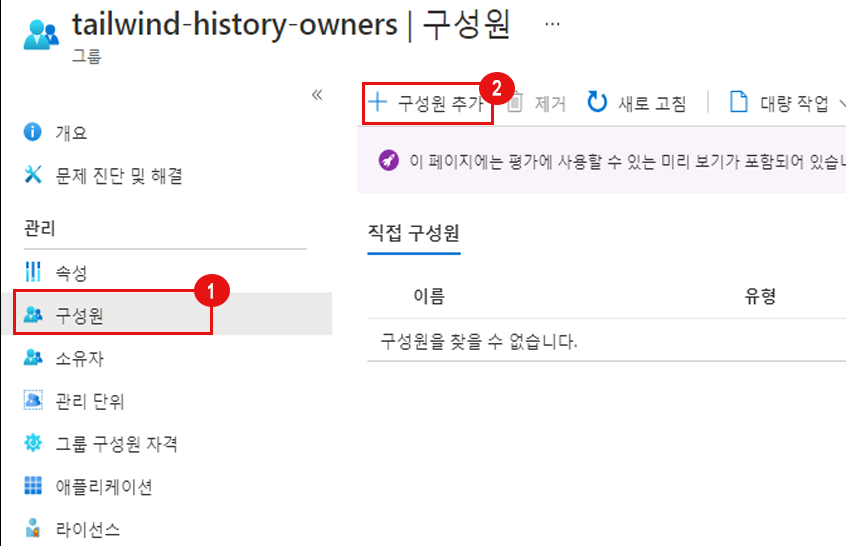 tailwind-history-owners | 구성원 ...
그룹
«
2
구성원 추가 제거 새로 고침 대량 작업
개요
이 페이지에는 평가에 사용할 수 있는 미리 보기가 포함되어 있습니
문제 진단 및 해결
관리
직접 구성원
속성
1
이름 유형
구성원
구성원을 찾을 수 없습니다.
소유자
관리 단위
그룹 구성원 자격
애플리케이션
라이선스